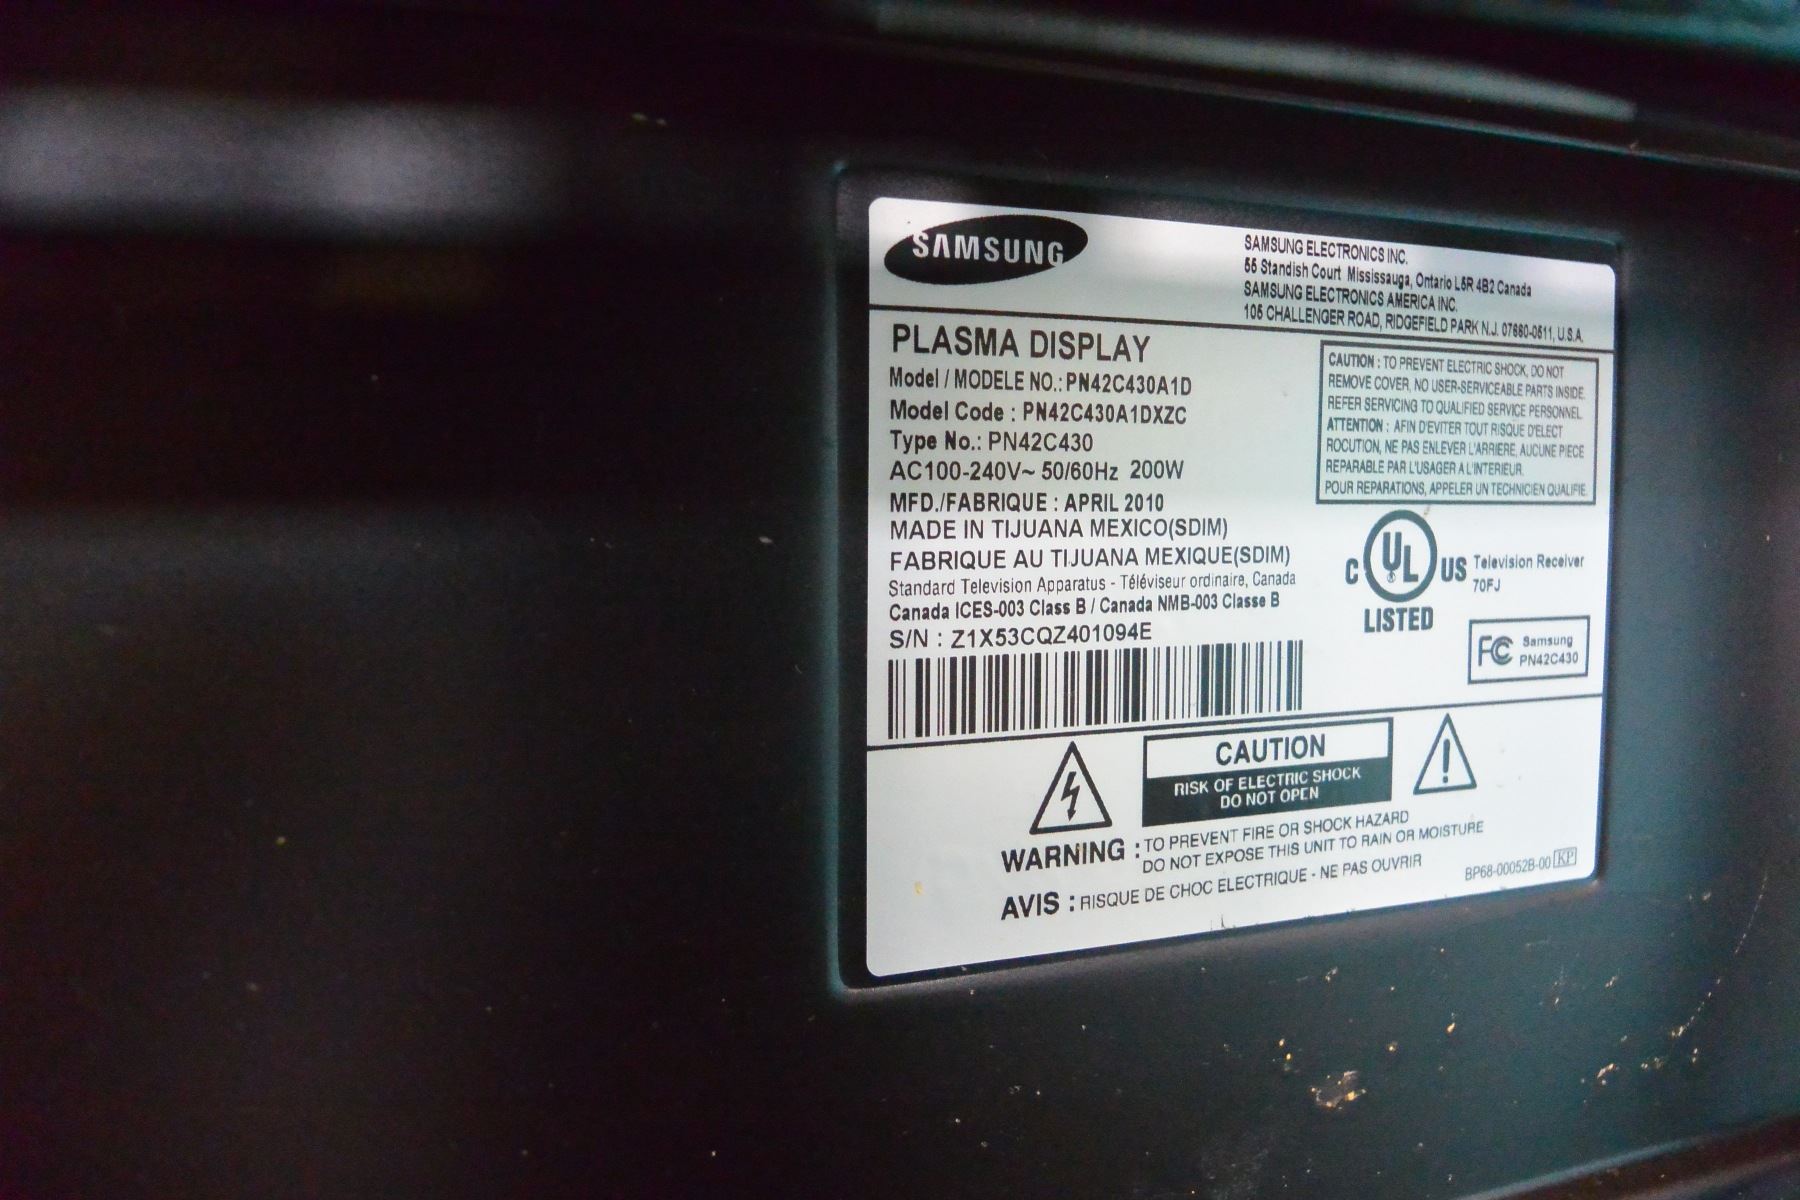 SAMSUNG
SAMSUNG ELECTRONICS INC.
55 Standish Court Mississauga, Ontario L5R 4B2 Canada
SAMSUNG ELECTRONICS AMERICA INC.
105 CHALLENGER ROAD, RIDGEFIELD PARK N.J. 07660-0511, U.S.A.
PLASMA DISPLAY
Model / MODELE NO.: PN42C430A1D
Model Code : PN42C430A1DXZC
Type No.: PN42C430
AC100-240V~ 50/60Hz 200W
MFD./FABRIQUE : APRIL 2010
MADE IN TIJUANA MEXICO(SDIM)
FABRIQUE AU TIJUANA MEXIQUE(SDIM)
Standard Television Apparatus - Téléviseur ordinaire, Canada
Canada ICES-003 Class B / Canada NMB-003 Classe B
S/N : Z1X53CQZ401094E
CAUTION : TO PREVENT ELECTRIC SHOCK, DO NOT
REMOVE COVER, NO USER-SERVICEABLE PARTS INSIDE.
REFER SERVICING TO QUALIFIED SERVICE PERSONNEL.
ATTENTION : AFIN D'EVITER TOUT RISQUE D'ELECT
ROCUTION, NE PAS ENLEVER L'ARRIERE, AUCUNE PIECE
REPARABLE PAR L'USAGER A L'INTERIEUR.
POUR REPARATIONS, APPELER UN TECHNICIEN QUALIFIE.
C UL US Television Receiver
70FJ
LISTED
FC Samsung
PN42C430
CAUTION
RISK OF ELECTRIC SHOCK
DO NOT OPEN
WARNING : TO PREVENT FIRE OR SHOCK HAZARD
DO NOT EXPOSE THIS UNIT TO RAIN OR MOISTURE
AVIS : RISQUE DE CHOC ELECTRIQUE - NE PAS OUVRIR
BP68-00052B-00 KP